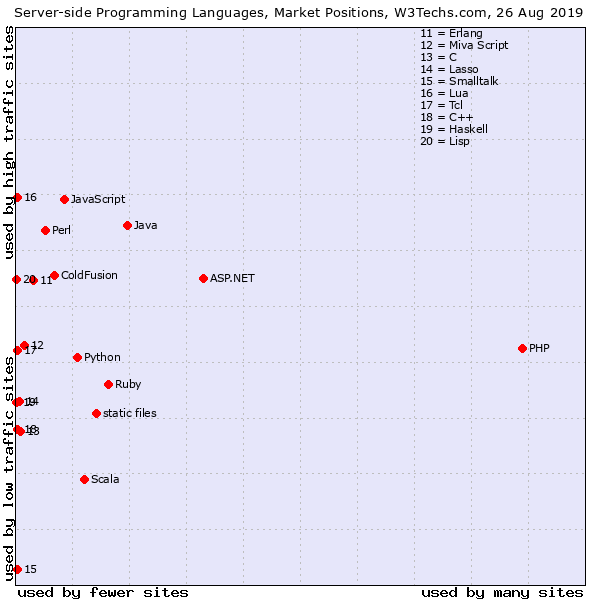 Server-side Programming Languages, Market Positions, W3Techs.com, 26 Aug 2019
used by high traffic sites
11 = Erlang
12 = Miva Script
13 = C
14 = Lasso
15 = Smalltalk
16 = Lua
17 = Tcl
18 = C++
19 = Haskell
20 = Lisp
16
JavaScript
Java
Perl
ColdFusion
20
11
ASP.NET
12
17
PHP
Python
used by low traffic sites
Ruby
14
19
static files
18
13
Scala
15
used by fewer sites
used by many sites